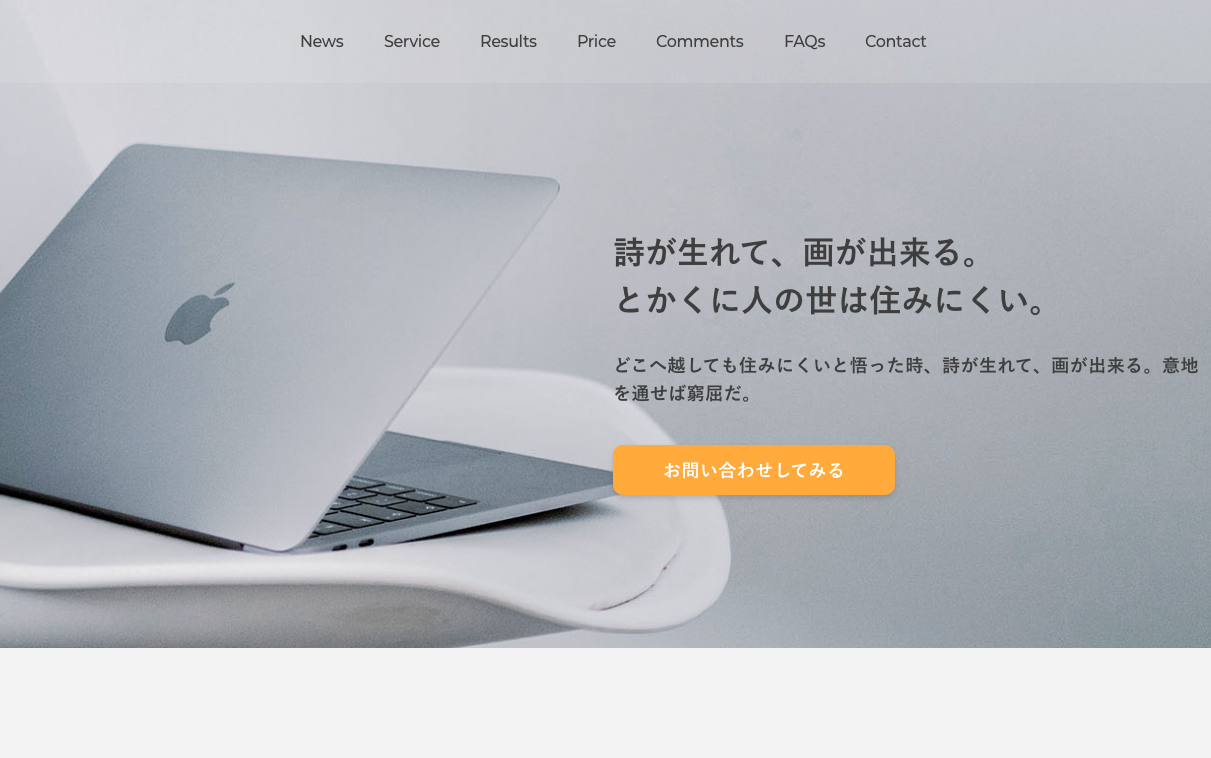 News Service Results Price Comments FAQs Contact
詩が生れて、画が出来る。
とかくに人の世は住みにくい。
どこへ越しても住みにくいと悟った時、詩が生れて、画が出来る。意地
を通せば窮屈だ。
お問い合わせしてみる